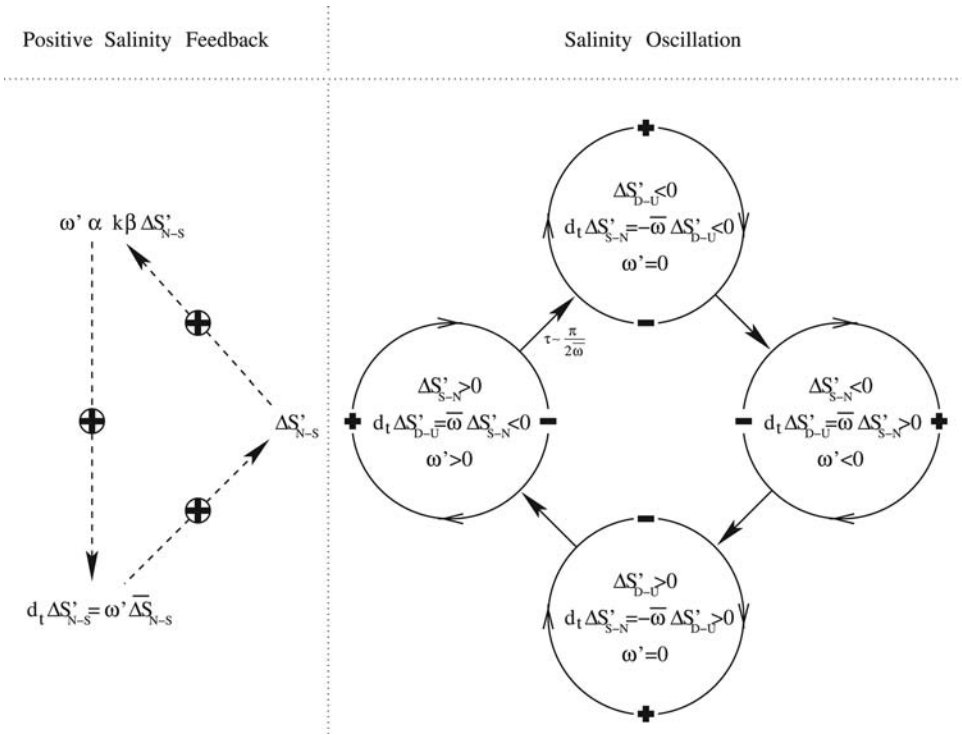 Positive Salinity Feedback
Salinity Oscillation
ω' α kβ ΔS'N−S
ΔS'N−S
dt ΔS'N−S = ω' Δ̅S̅N−S
ΔS'D−U<0
dt ΔS'S−N=−ω̅ ΔS'D−U<0
ω'=0
τ~ π/2ω̅
ΔS'S−N>0
dt ΔS'D−U=ω̅ ΔS'S−N<0
ω'>0
ΔS'S−N<0
dt ΔS'D−U=ω̅ ΔS'S−N>0
ω'<0
ΔS'D−U>0
dt ΔS'S−N=−ω̅ ΔS'D−U>0
ω'=0